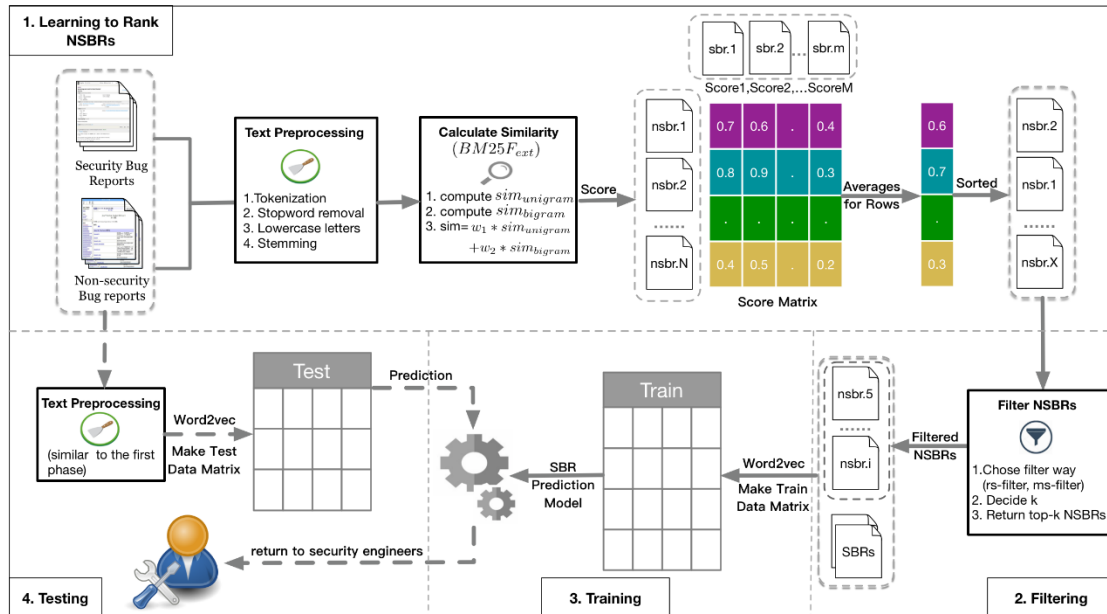 1. Learning to Rank
NSBRs
Security Bug
Reports
Non-security
Bug reports
Text Preprocessing
1.Tokenization
2. Stopword removal
3. Lowercase letters
4. Stemming
Calculate Similarity
(BM25F_ext)
1. compute sim_unigram
2. compute sim_bigram
3. sim= w_1 * sim_unigram
+w_2 * sim_bigram
Score
sbr.1
sbr.2
......
sbr.m
Score1,Score2,...ScoreM
nsbr.1
nsbr.2
......
nsbr.N
0.7 0.6 . 0.4
0.8 0.9 . 0.3
. . . .
0.4 0.5 . 0.2
Score Matrix
Averages
for Rows
0.6
0.7
.
0.3
Sorted
nsbr.2
nsbr.1
......
nsbr.X
Text Preprocessing
(similar to the first
phase)
Word2vec
Make Test
Data Matrix
Test
Prediction
SBR
Prediction
Model
Train
Word2vec
Make Train
Data Matrix
nsbr.5
......
nsbr.i
SBRs
Filtered
NSBRs
Filter NSBRs
1.Chose filter way
(rs-filter, ms-filter)
2. Decide k
3. Return top-k NSBRs
return to security engineers
4. Testing
3. Training
2. Filtering